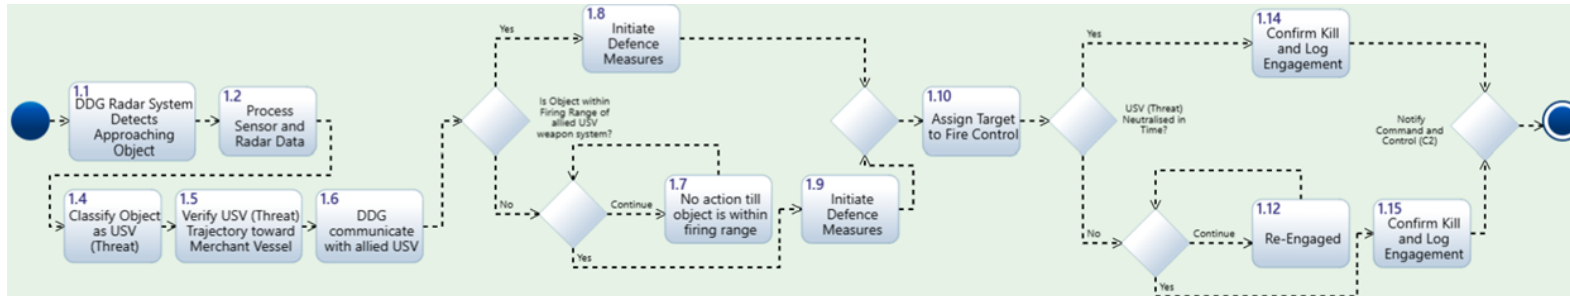 1.1
DDG Radar System
Detects
Approaching
Object
1.2
Process
Sensor and
Radar Data
1.4
Classify Object
as USV
(Threat)
1.5
Verify USV (Threat)
Trajectory toward
Merchant Vessel
1.6
DDG
communicate
with allied USV
Is Object within
Firing Range of
allied USV
weapon system?
Yes
1.8
Initiate
Defence
Measures
No
Continue
1.7
No action till
object is within
firing range
Yes
1.9
Initiate
Defence
Measures
1.10
Assign Target
to Fire Control
USV (Threat)
Neutralised in
Time?
Yes
1.14
Confirm Kill
and Log
Engagement
No
Continue
1.12
Re-Engaged
Yes
1.15
Confirm Kill
and Log
Engagement
Notify
Command and
Control (C2)